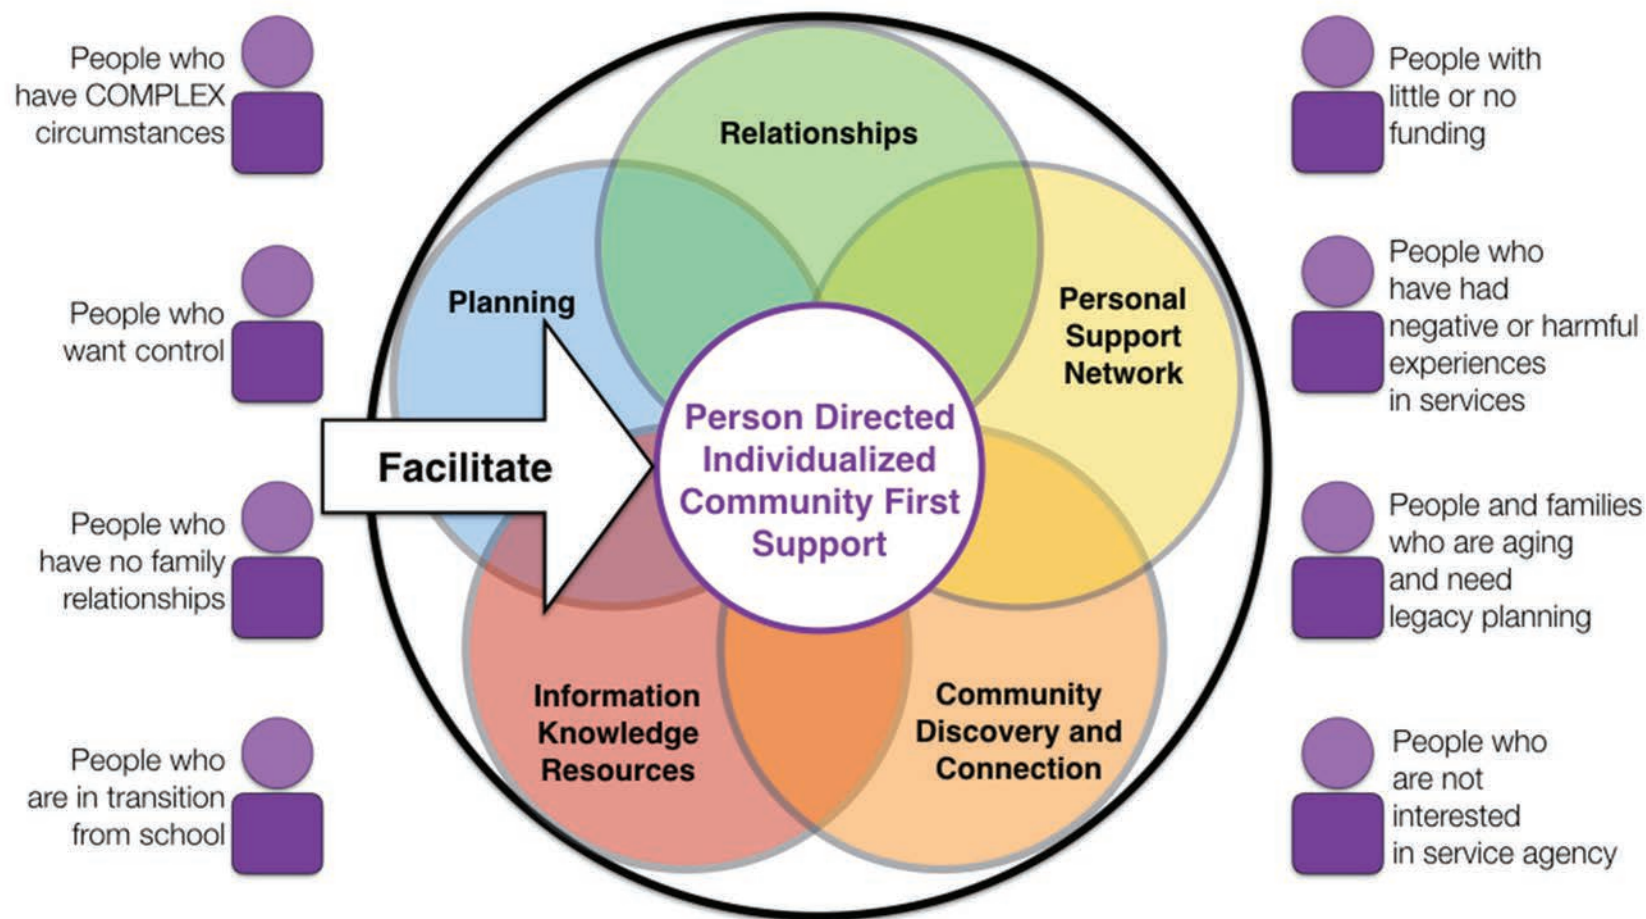 People who
have COMPLEX
circumstances
People who
want control
People who
have no family
relationships
People who
are in transition
from school
Relationships
Planning
Personal
Support
Network
Facilitate
Person Directed
Individualized
Community First
Support
Information
Knowledge
Resources
Community
Discovery and
Connection
People with
little or no
funding
People who
have had
negative or harmful
experiences
in services
People and families
who are aging
and need
legacy planning
People who
are not
interested
in service agency